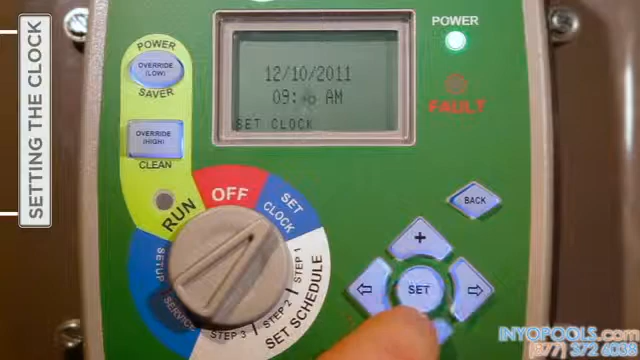 SETTING THE CLOCK
POWER
OVERRIDE
(LOW)
SAVER
OVERRIDE
(HIGH)
CLEAN
12/10/2011
AM
SET CLOCK
POWER
FAULT
RUN
OFF
SET
CLOCK
STEP 1
STEP 2
STEP 3
SET SCHEDULE
SETUP
SERVICE
BACK
+
SET
INYOPOOLS.COM
(877) 372 6038